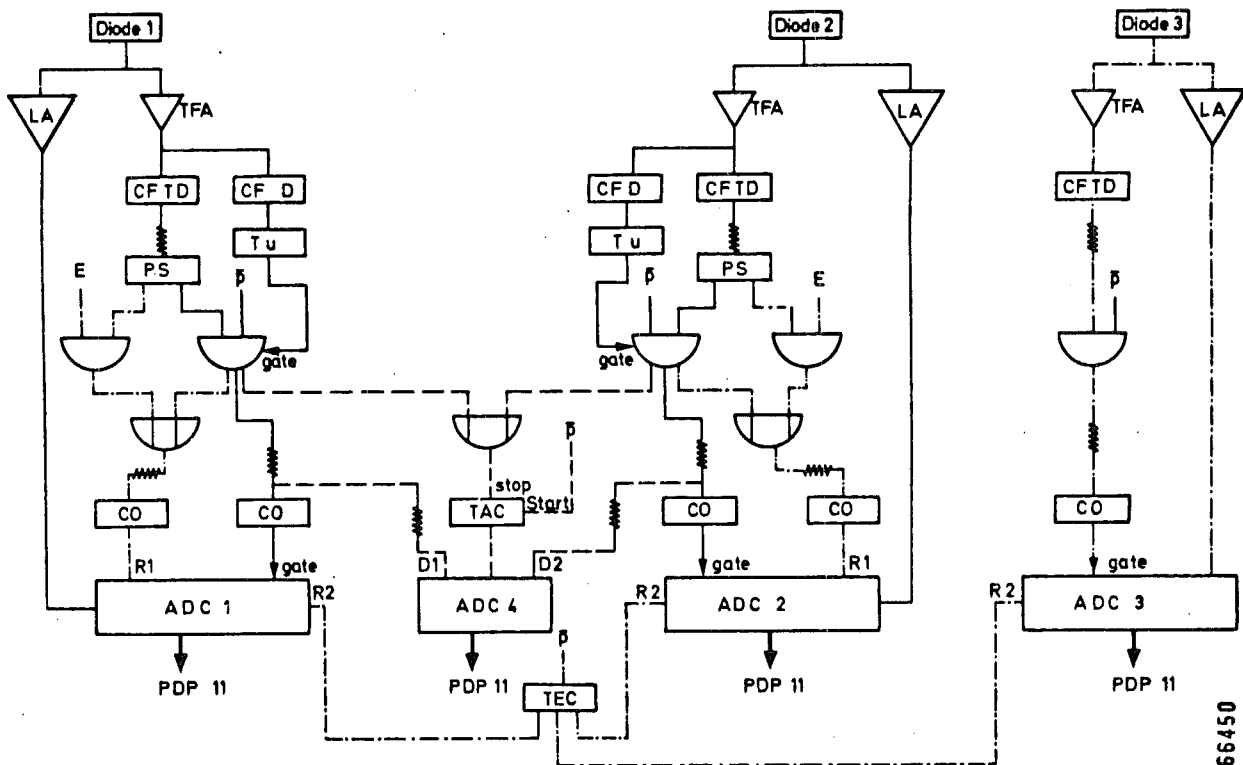 Diode 1
Diode 2
Diode 3
LA
TFA
TFA
LA
TFA
LA
CFTD
CFD
CFD
CFTD
CFTD
Tu
Tu
PS
PS
E
p̄
p̄
E
p̄
gate
gate
p̄
stop
Start
CO
CO
TAC
CO
CO
CO
R1
gate
D1
D2
gate
R1
gate
ADC 1
R2
ADC 4
R2
ADC 2
R2
ADC 3
p̄
PDP 11
PDP 11
PDP 11
PDP 11
TEC
66450